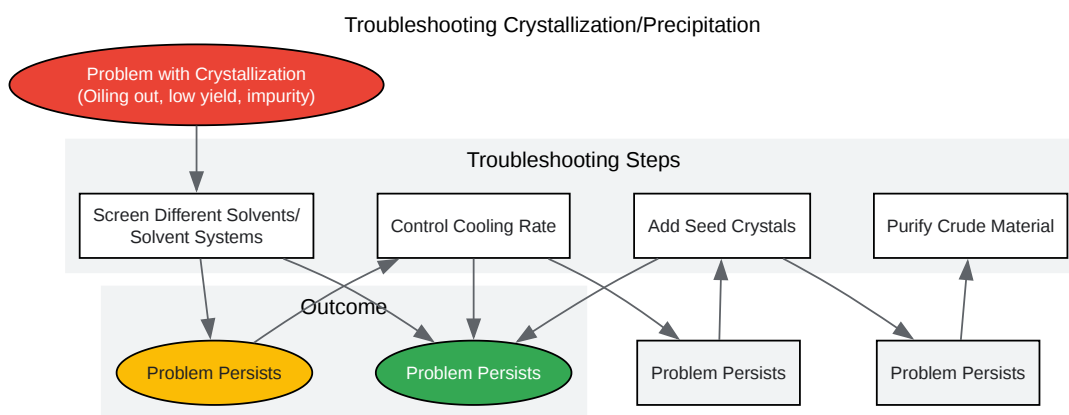 Troubleshooting Crystallization/Precipitation
Problem with Crystallization
(Oiling out, low yield, impurity)
Troubleshooting Steps
Screen Different Solvents/
Solvent Systems
Control Cooling Rate
Add Seed Crystals
Purify Crude Material
Outcome
Problem Persists
Problem Persists
Problem Persists
Problem Persists